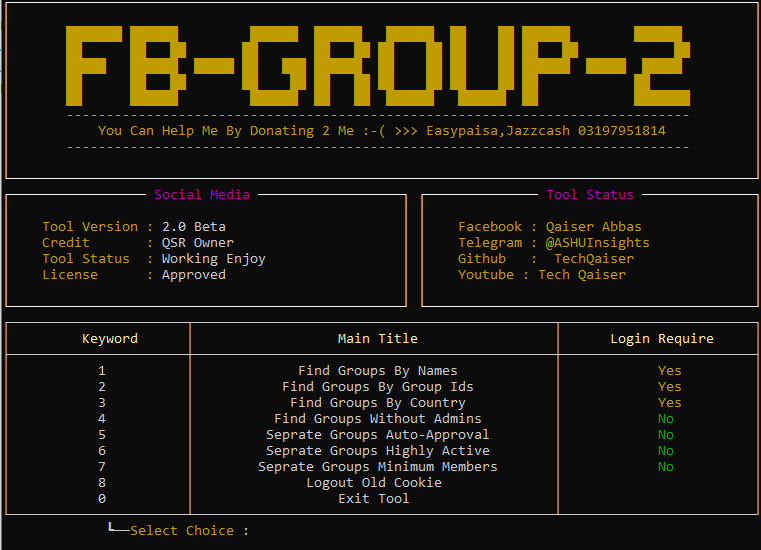 FB-GROUP-2
You Can Help Me By Donating 2 Me :-( >>> Easypaisa,Jazzcash 03197951814
Social Media
Tool Version : 2.0 Beta
Credit : QSR Owner
Tool Status : Working Enjoy
License : Approved
Tool Status
Facebook : Qaiser Abbas
Telegram : @ASHUInsights
Github : TechQaiser
Youtube : Tech Qaiser
Keyword Main Title Login Require
1 Find Groups By Names Yes
2 Find Groups By Group Ids Yes
3 Find Groups By Country Yes
4 Find Groups Without Admins No
5 Seprate Groups Auto-Approval No
6 Seprate Groups Highly Active No
7 Seprate Groups Minimum Members No
8 Logout Old Cookie
0 Exit Tool
Select Choice :